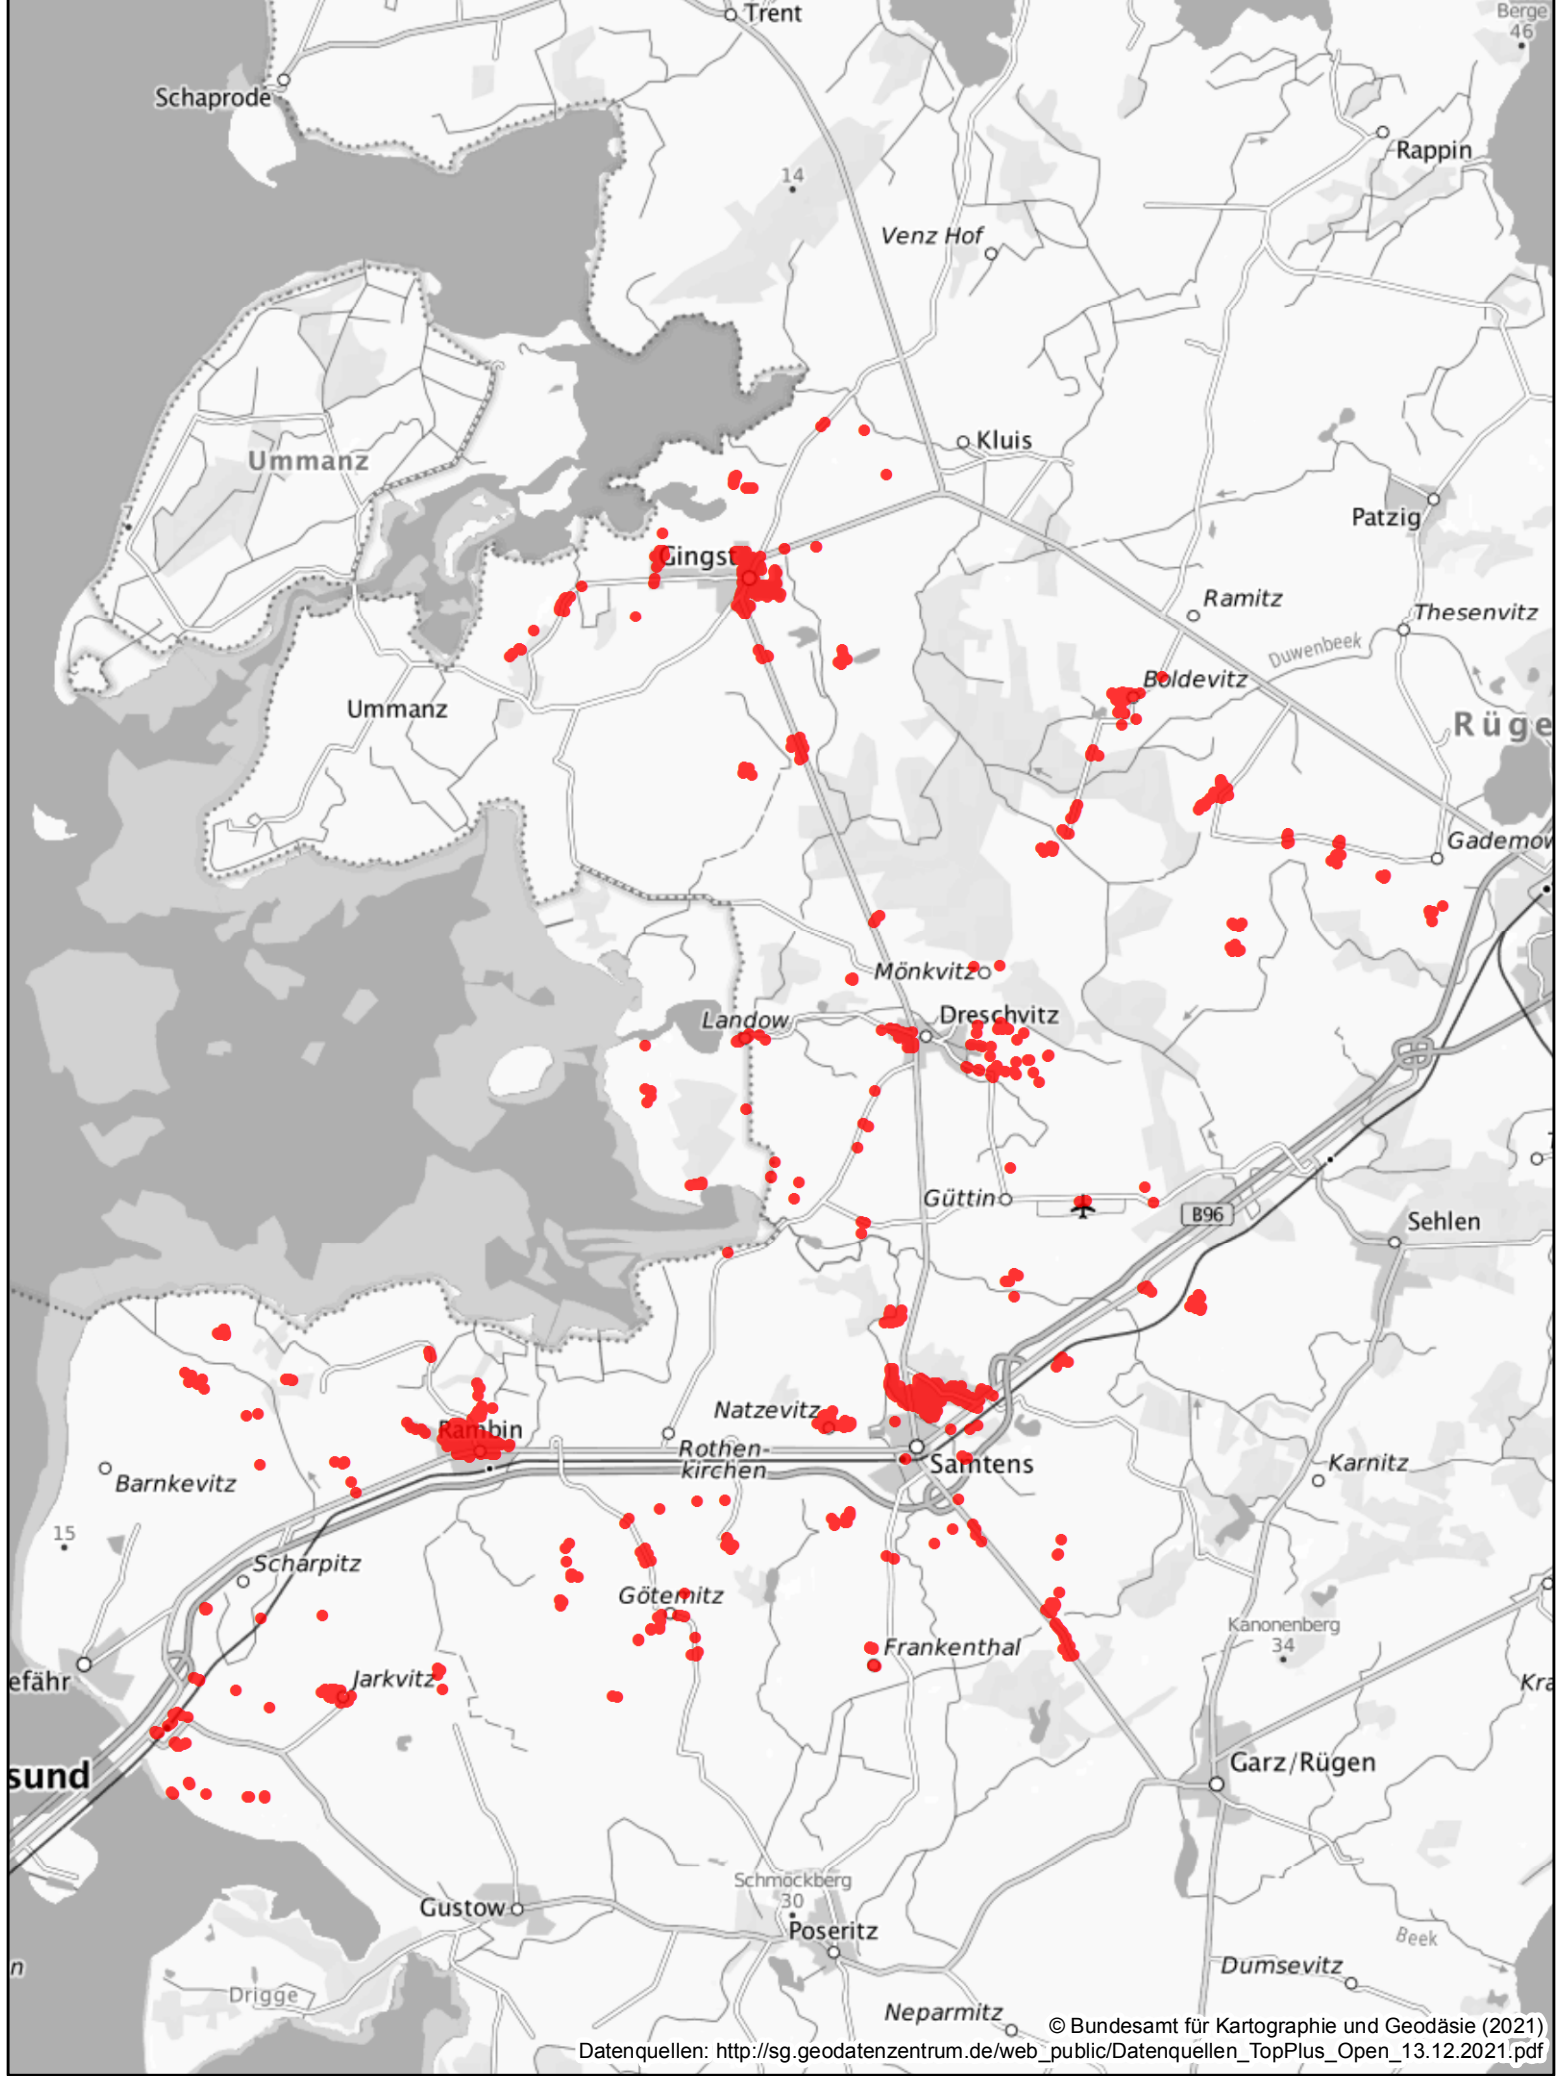 Trent
Berge
46
Schaprode
Rappin
14
Venz Hof
Kluis
Ummanz
Patzig
7
Gingst
Ramitz
Thesenvitz
Duwenbeek
Boldevitz
Ummanz
Rüge
Gademow
Mönkvitz
Dreschvitz
Landow
Güttin
B96
Sehlen
Natzevitz
Rambin
Rothen-
kirchen
Samtens
Karnitz
Barnkevitz
15
Scharpitz
Götemitz
Kanonenberg
34
Frankenthal
efähr
Jarkvitz
Kra
sund
Garz/Rügen
Schmockberg
30
Gustow
Poseritz
Beek
n
Dumsevitz
Drigge
Neparmitz
© Bundesamt für Kartographie und Geodäsie (2021)
Datenquellen: http://sg.geodatenzentrum.de/web_public/Datenquellen_TopPlus_Open_13.12.2021.pdf